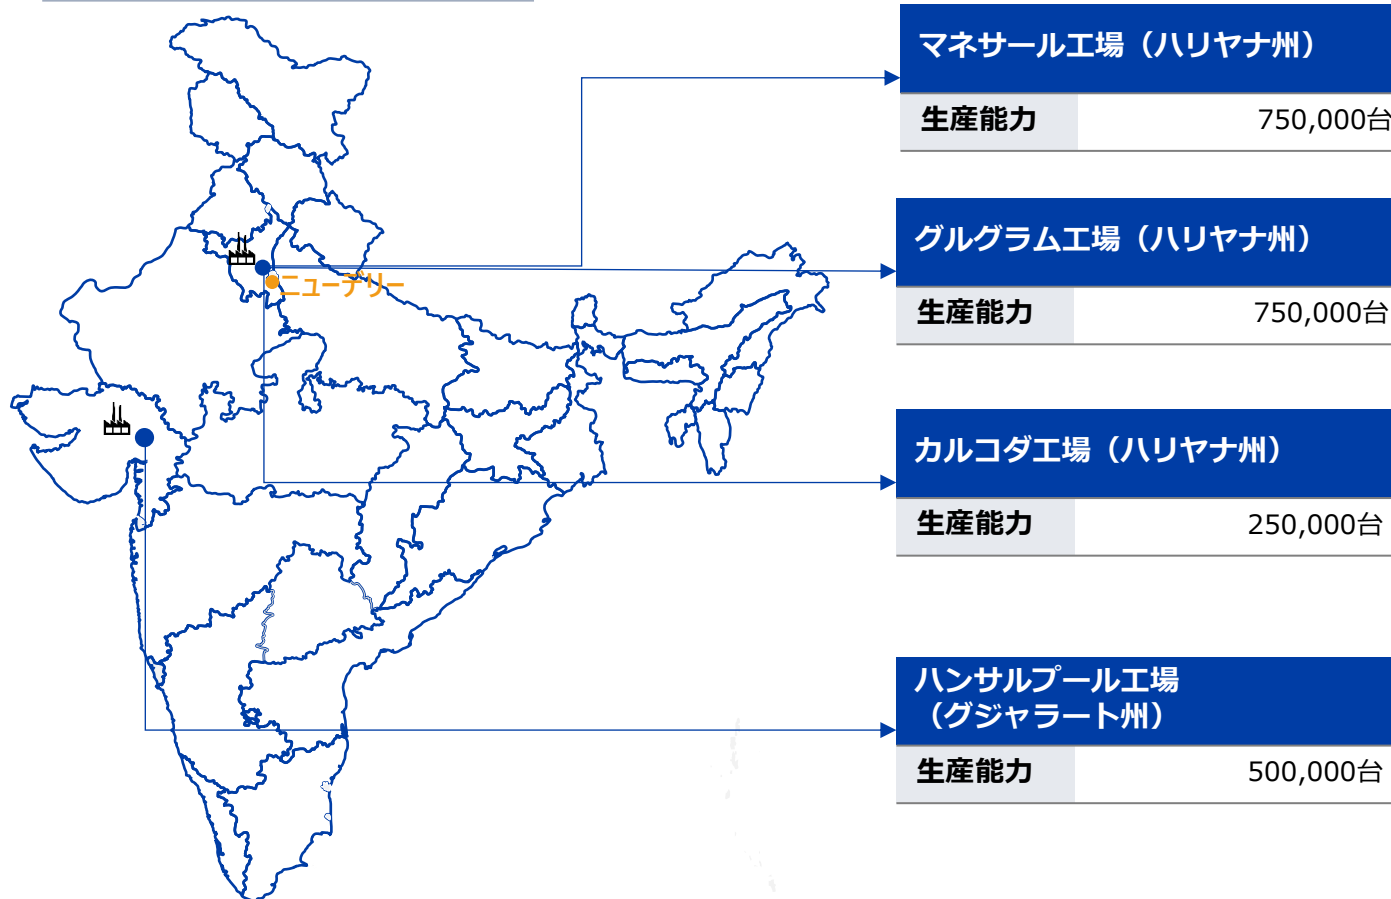 マネサール工場（ハリヤナ州）
生産能力 750,000台
グルグラム工場（ハリヤナ州）
生産能力 750,000台
ニューデリー
カルコダ工場（ハリヤナ州）
生産能力 250,000台
ハンサルプール工場
（グジャラート州）
生産能力 500,000台